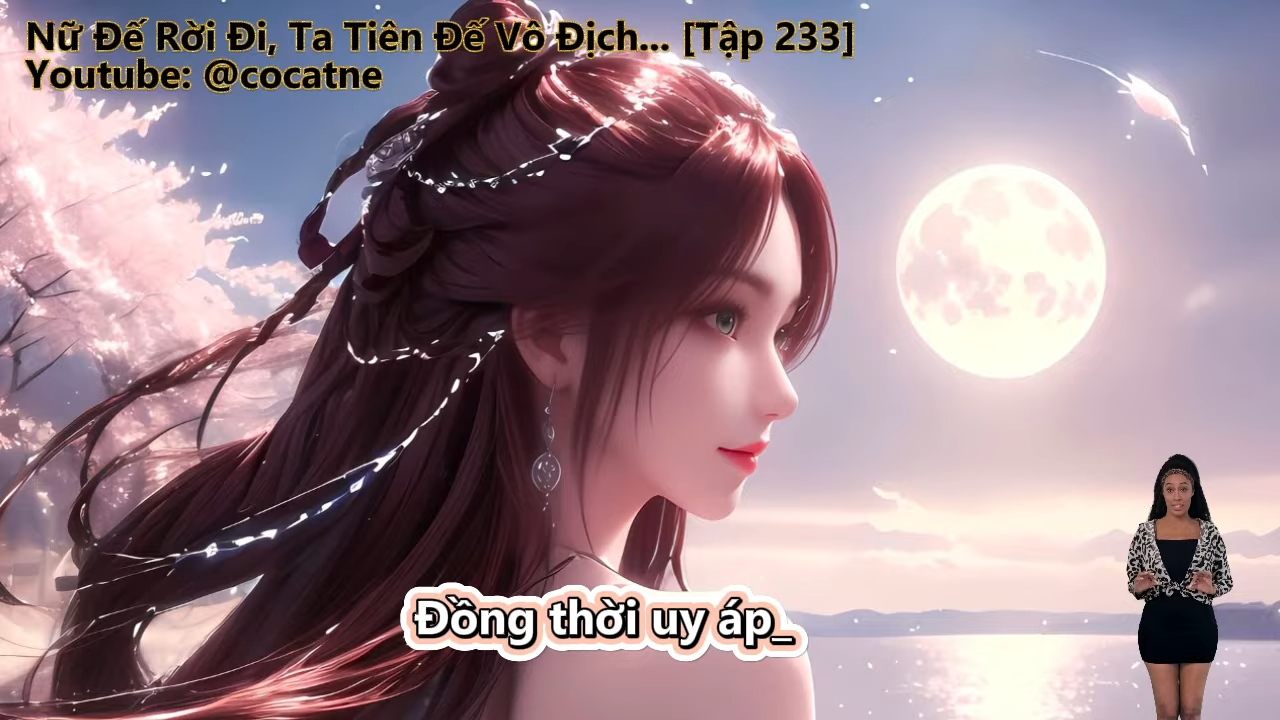 Nữ Đế Rời Đi, Ta Tiên Đế Vô Địch... [Tập 233]
Youtube: @cocatne
Đồng thời uy áp_